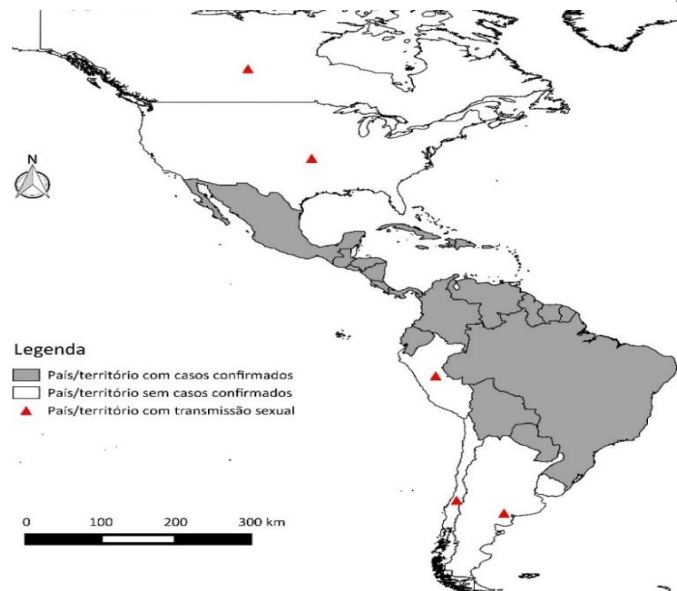 N
Legenda
País/território com casos confirmados
País/território sem casos confirmados
País/território com transmissão sexual
0 100 200 300 km